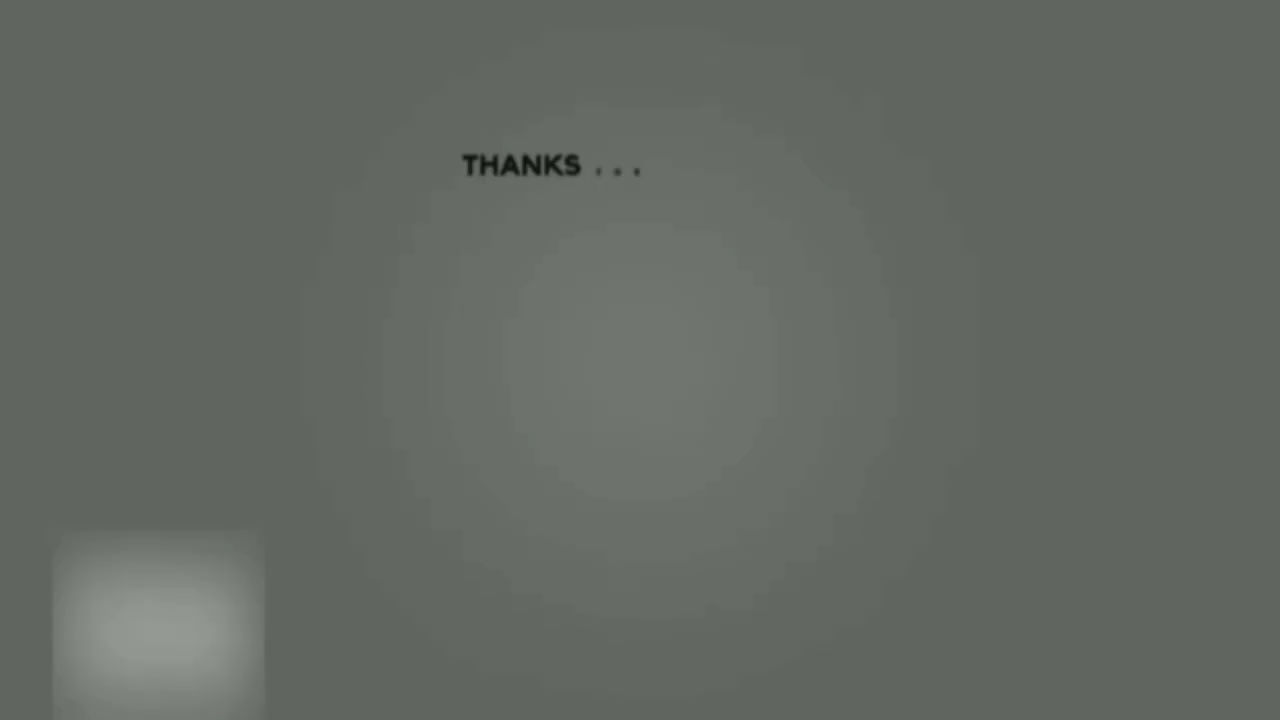 THANKS . . .